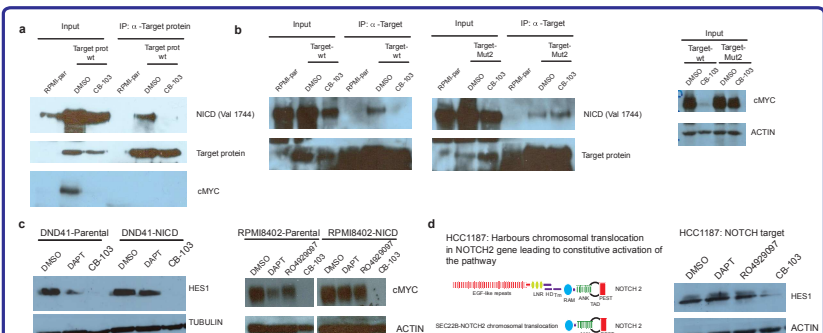 a
Input
IP: α -Target protein
Target prot
wt
Target prot
wt
RPMI-par
DMSO
CB-103
RPMI-par
DMSO
CB-103
NICD (Val 1744)
Target protein
cMYC
b
Input
IP: α -Target
Target-
wt
Target-
wt
RPMI-par
DMSO
CB-103
RPMI-par
DMSO
CB-103
Input
IP: α -Target
Target-
Mut2
Target-
Mut2
RPMI-par
DMSO
CB-103
RPMI-par
DMSO
CB-103
NICD (Val 1744)
Target protein
Input
Target-
wt
Target-
Mut2
DMSO
CB-103
DMSO
CB-103
cMYC
ACTIN
c
DND41-Parental
DND41-NICD
DMSO
DAPT
CB-103
DMSO
DAPT
CB-103
HES1
TUBULIN
RPMI8402-Parental
RPMI8402-NICD
DMSO
DAPT
RO4929097
CB-103
DMSO
DAPT
RO4929097
CB-103
cMYC
ACTIN
d
HCC1187: Harbours chromosomal translocation
in NOTCH2 gene leading to constitutive activation of
the pathway
EGF-like repeats
LNR
HD
Tm
RAM
ANK
TAD
PEST
NOTCH 2
SEC22B-NOTCH2 chromosomal translocation
NOTCH 2
HCC1187: NOTCH target
DMSO
DAPT
RO4929097
CB-103
HES1
ACTIN